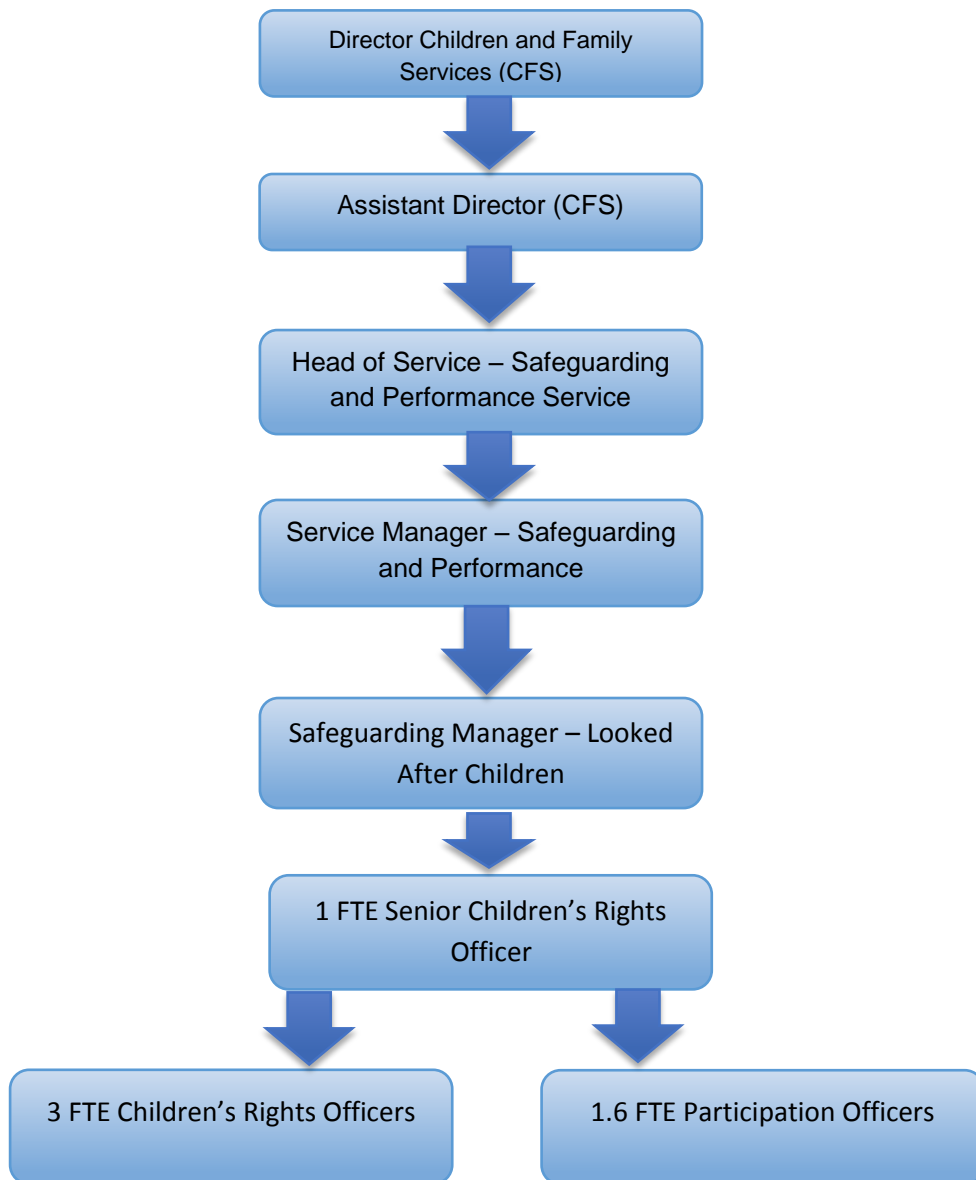 Director Children and Family
Services (CFS)
Assistant Director (CFS)
Head of Service – Safeguarding
and Performance Service
Service Manager – Safeguarding
and Performance
Safeguarding Manager – Looked
After Children
1 FTE Senior Children’s Rights
Officer
3 FTE Children’s Rights Officers
1.6 FTE Participation Officers